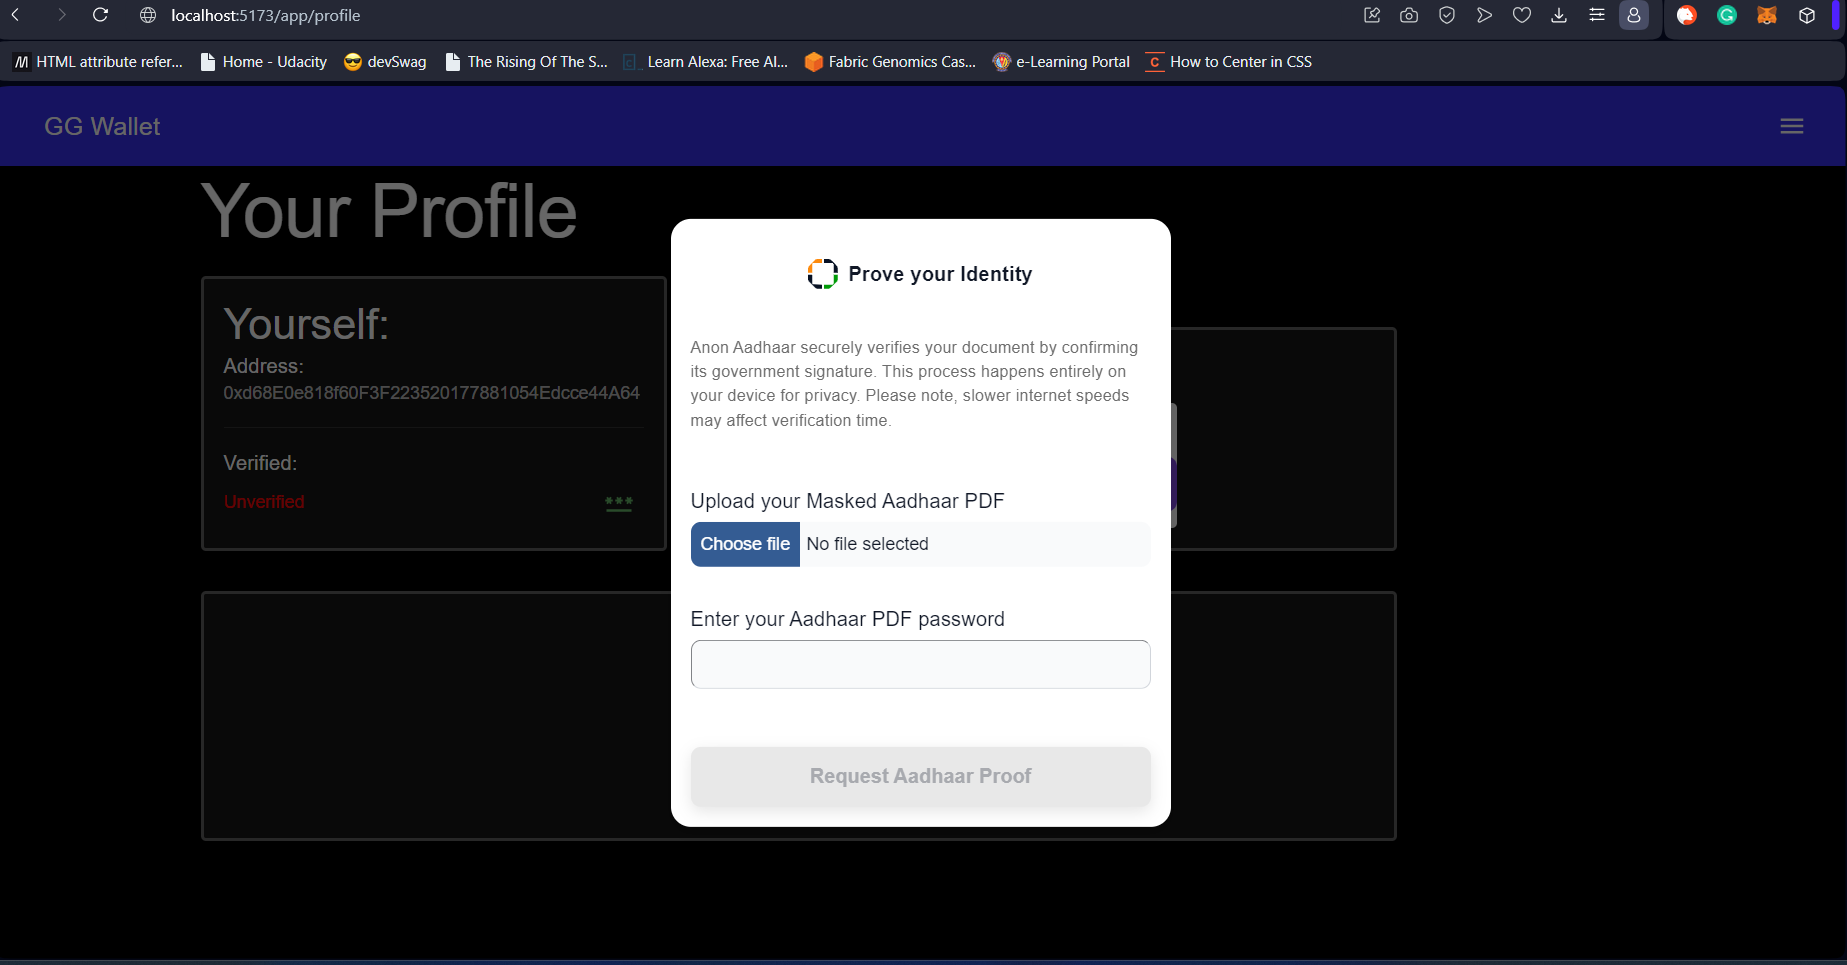 localhost:5173/app/profile
HTML attribute refer...
Home - Udacity
devSwag
The Rising Of The S...
Learn Alexa: Free AI...
Fabric Genomics Cas...
e-Learning Portal
How to Center in CSS
GG Wallet
Your Profile
Yourself:
Address:
0xd68E0e818f60F3F223520177881054Edcce44A64
Verified:
Unverified
***
Prove your Identity
Anon Aadhaar securely verifies your document by confirming
its government signature. This process happens entirely on
your device for privacy. Please note, slower internet speeds
may affect verification time.
Upload your Masked Aadhaar PDF
Choose file No file selected
Enter your Aadhaar PDF password
Request Aadhaar Proof